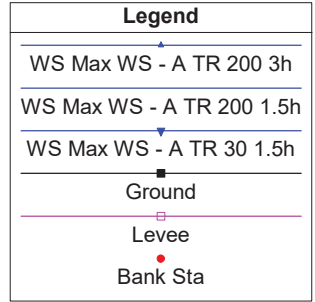 Legend
WS Max WS - A TR 200 3h
WS Max WS - A TR 200 1.5h
WS Max WS - A TR 30 1.5h
Ground
Levee
Bank Sta